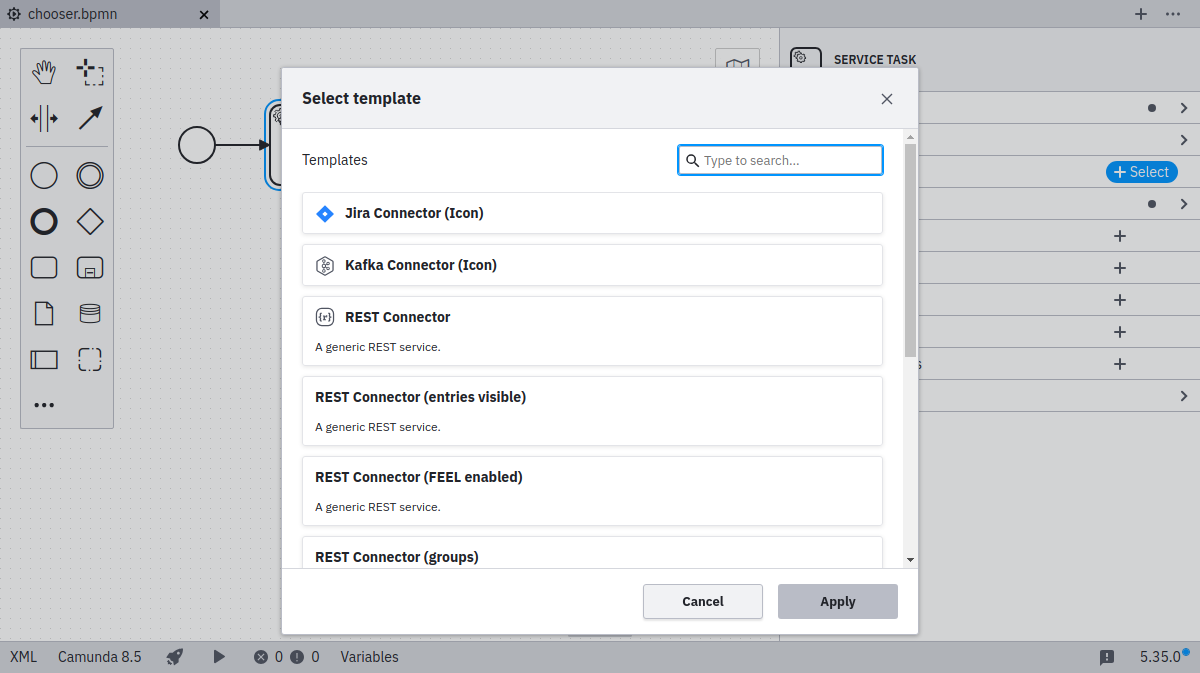 chooser.bpmn
SERVICE TASK
Select template
Templates
Type to search...
Select
Jira Connector (Icon)
Kafka Connector (Icon)
{r} REST Connector
A generic REST service.
REST Connector (entries visible)
A generic REST service.
REST Connector (FEEL enabled)
A generic REST service.
REST Connector (groups)
Cancel
Apply
XML
Camunda 8.5
0
0
Variables
5.35.0